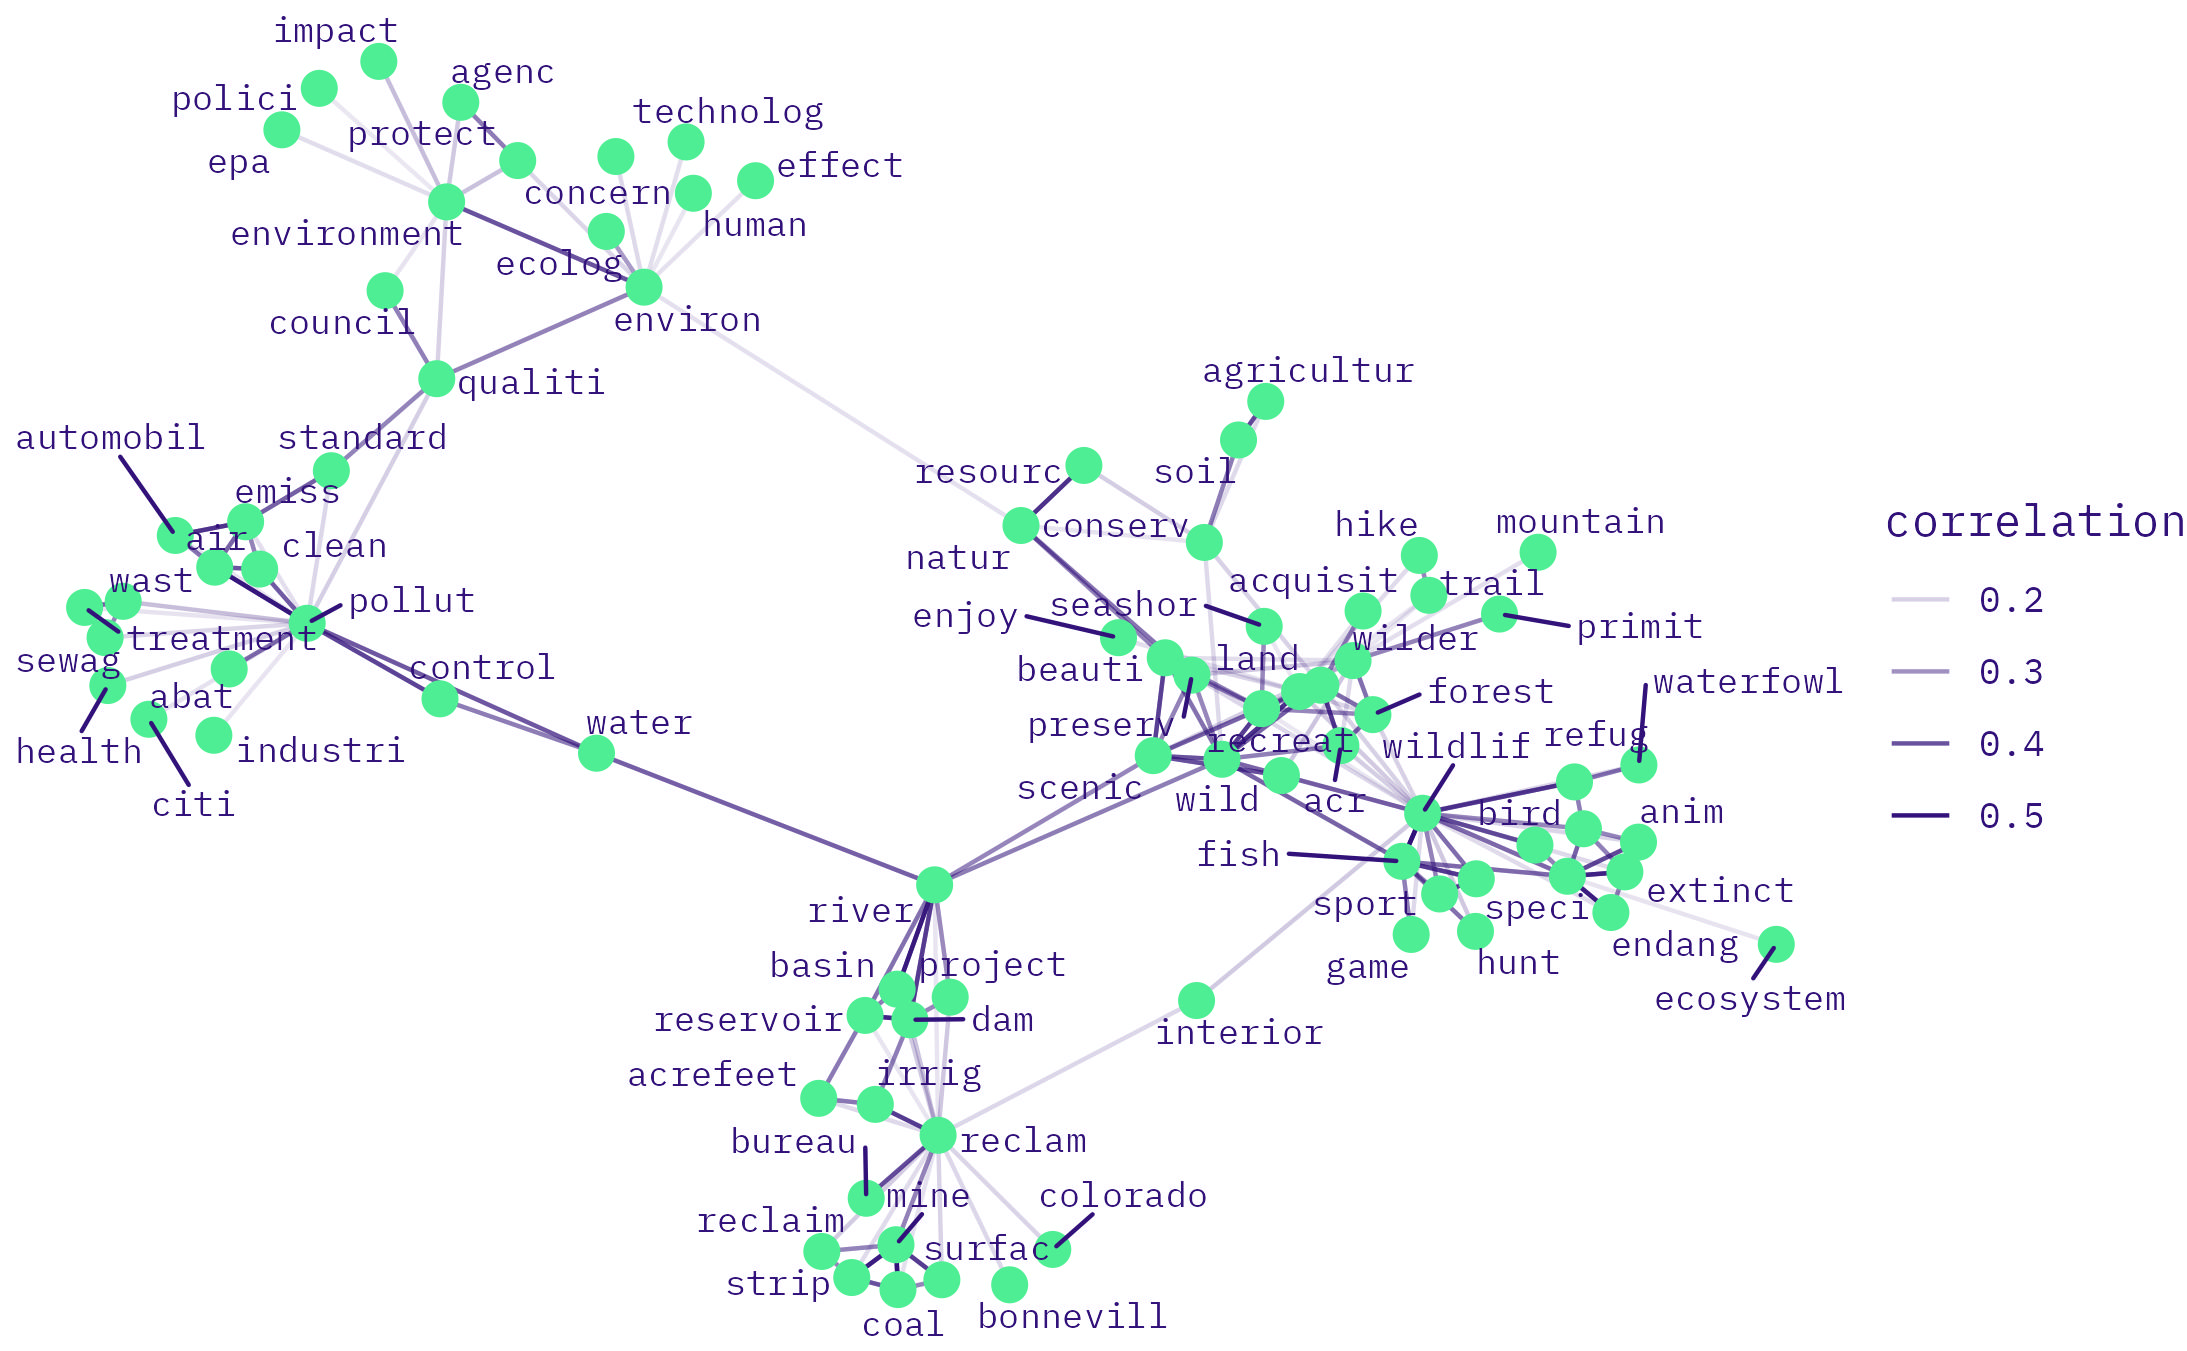 impact
agenc
polici
technolog
protect
epa
effect
concern
human
environment
ecolog
environ
council
agricultur
qualiti
automobil
standard
resourc
soil
emiss
conserv
hike
mountain
correlation
air
clean
natur
wast
acquisit
trail
0.2
pollut
enjoy
seashor
primit
treatment
wilder
sewag
control
beauti
land
0.3
abat
forest
waterfowl
water
preserv
health
industri
recreat
wildlif
refug
0.4
citi
scenic
wild
acr
bird
anim
0.5
fish
extinct
river
sport
speci
basin
project
game
hunt
endang
reservoir
dam
interior
ecosystem
acrefeet
irrig
bureau
reclam
mine
colorado
reclaim
surfac
strip
coal
bonnevill